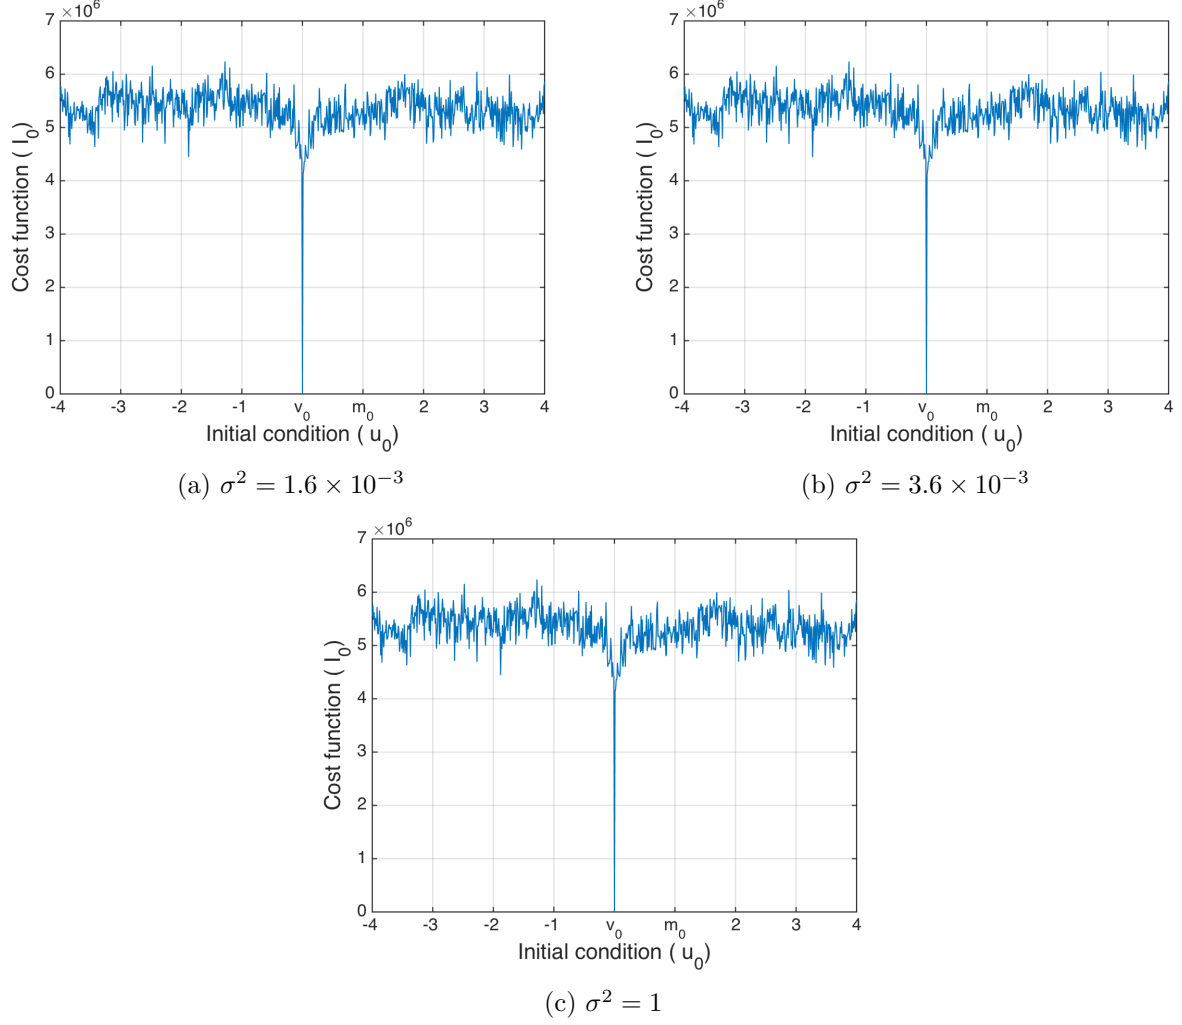 7 ×10^6
6
5
4
3
2
1
0
Cost function ( I_0)
-4 -3 -2 -1 v_0 m_0 2 3 4
Initial condition ( u_0)
(a) σ^2 = 1.6 × 10^−3
7 ×10^6
6
5
4
3
2
1
0
Cost function ( I_0)
-4 -3 -2 -1 v_0 m_0 2 3 4
Initial condition ( u_0)
(b) σ^2 = 3.6 × 10^−3
7 ×10^6
6
5
4
3
2
1
0
Cost function ( I_0)
-4 -3 -2 -1 v_0 m_0 2 3 4
Initial condition ( u_0)
(c) σ^2 = 1